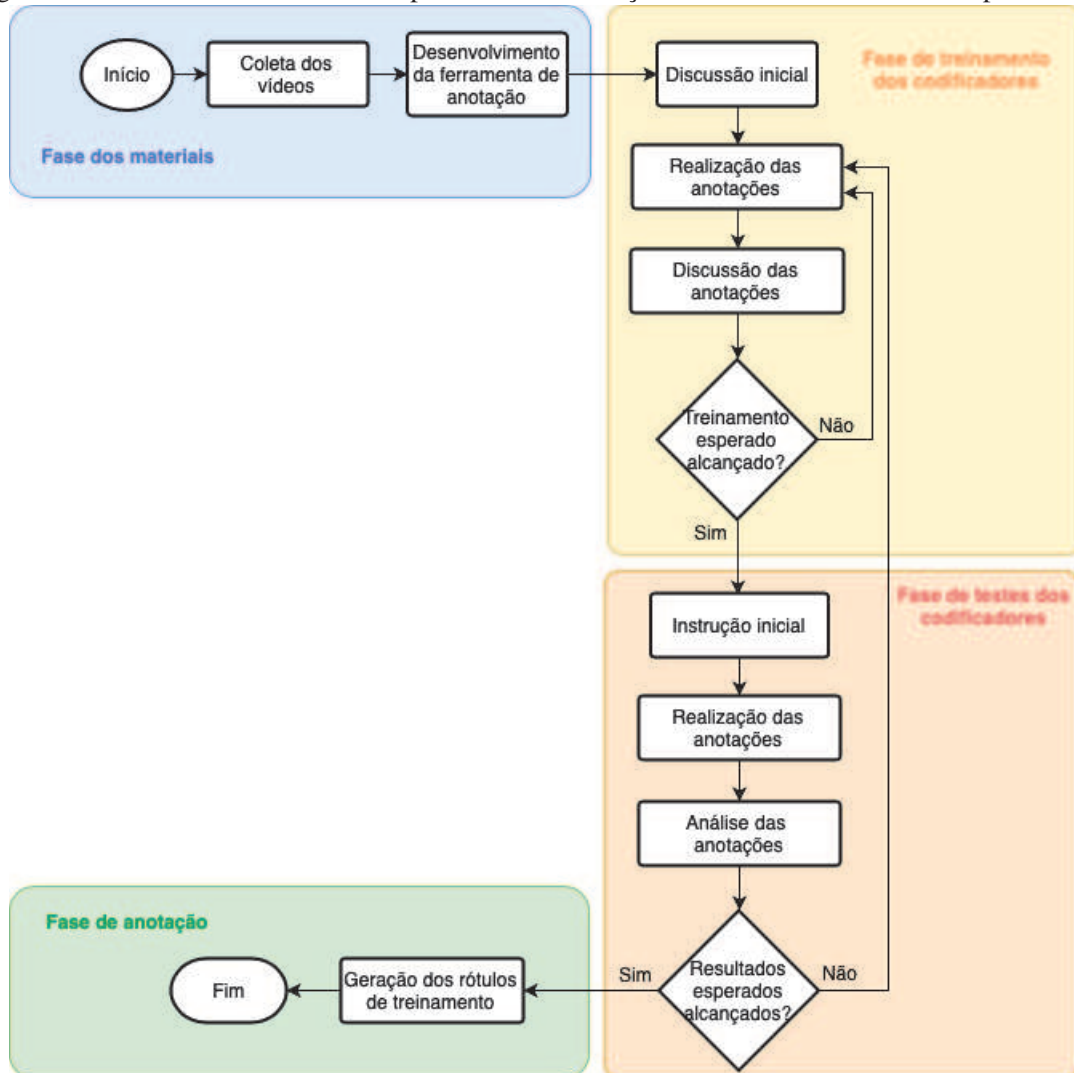 Início
Coleta dos
vídeos
Desenvolvimento
da ferramenta de
anotação
Fase dos materiais
Discussão inicial
Fase de treinamento
dos codificadores
Realização das
anotações
Discussão das
anotações
Treinamento
esperado
alcançado?
Não
Sim
Fase de testes dos
codificadores
Instrução inicial
Realização das
anotações
Análise das
anotações
Resultados
esperados
alcançados?
Não
Sim
Fase de anotação
Geração dos rótulos
de treinamento
Fim